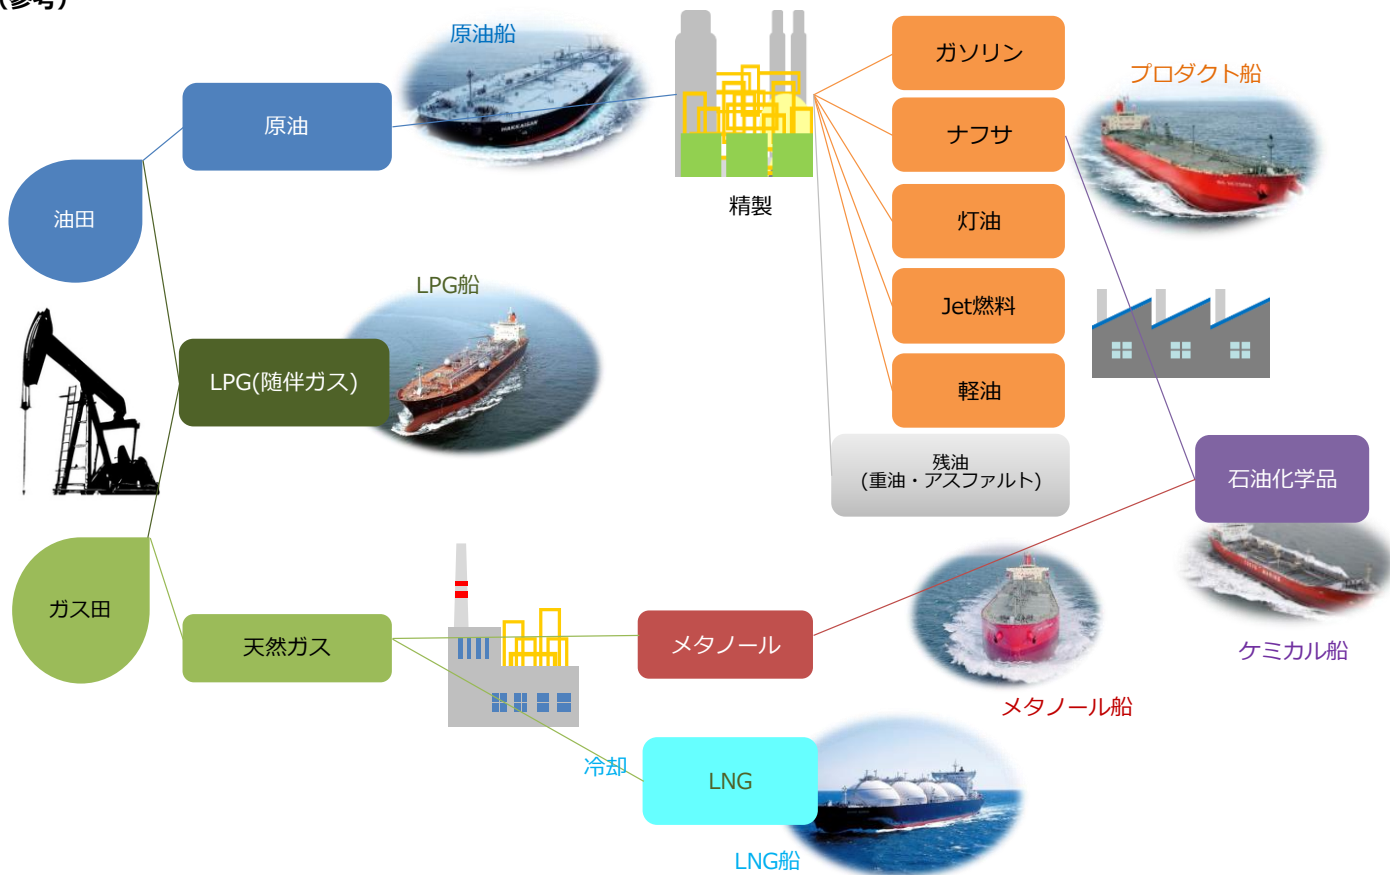 (参考)
原油船
ガソリン
プロダクト船
原油
ナフサ
油田
精製
灯油
LPG船
Jet燃料
LPG(随伴ガス)
軽油
残油
(重油・アスファルト)
石油化学品
ガス田
天然ガス
メタノール
ケミカル船
メタノール船
冷却
LNG
LNG船